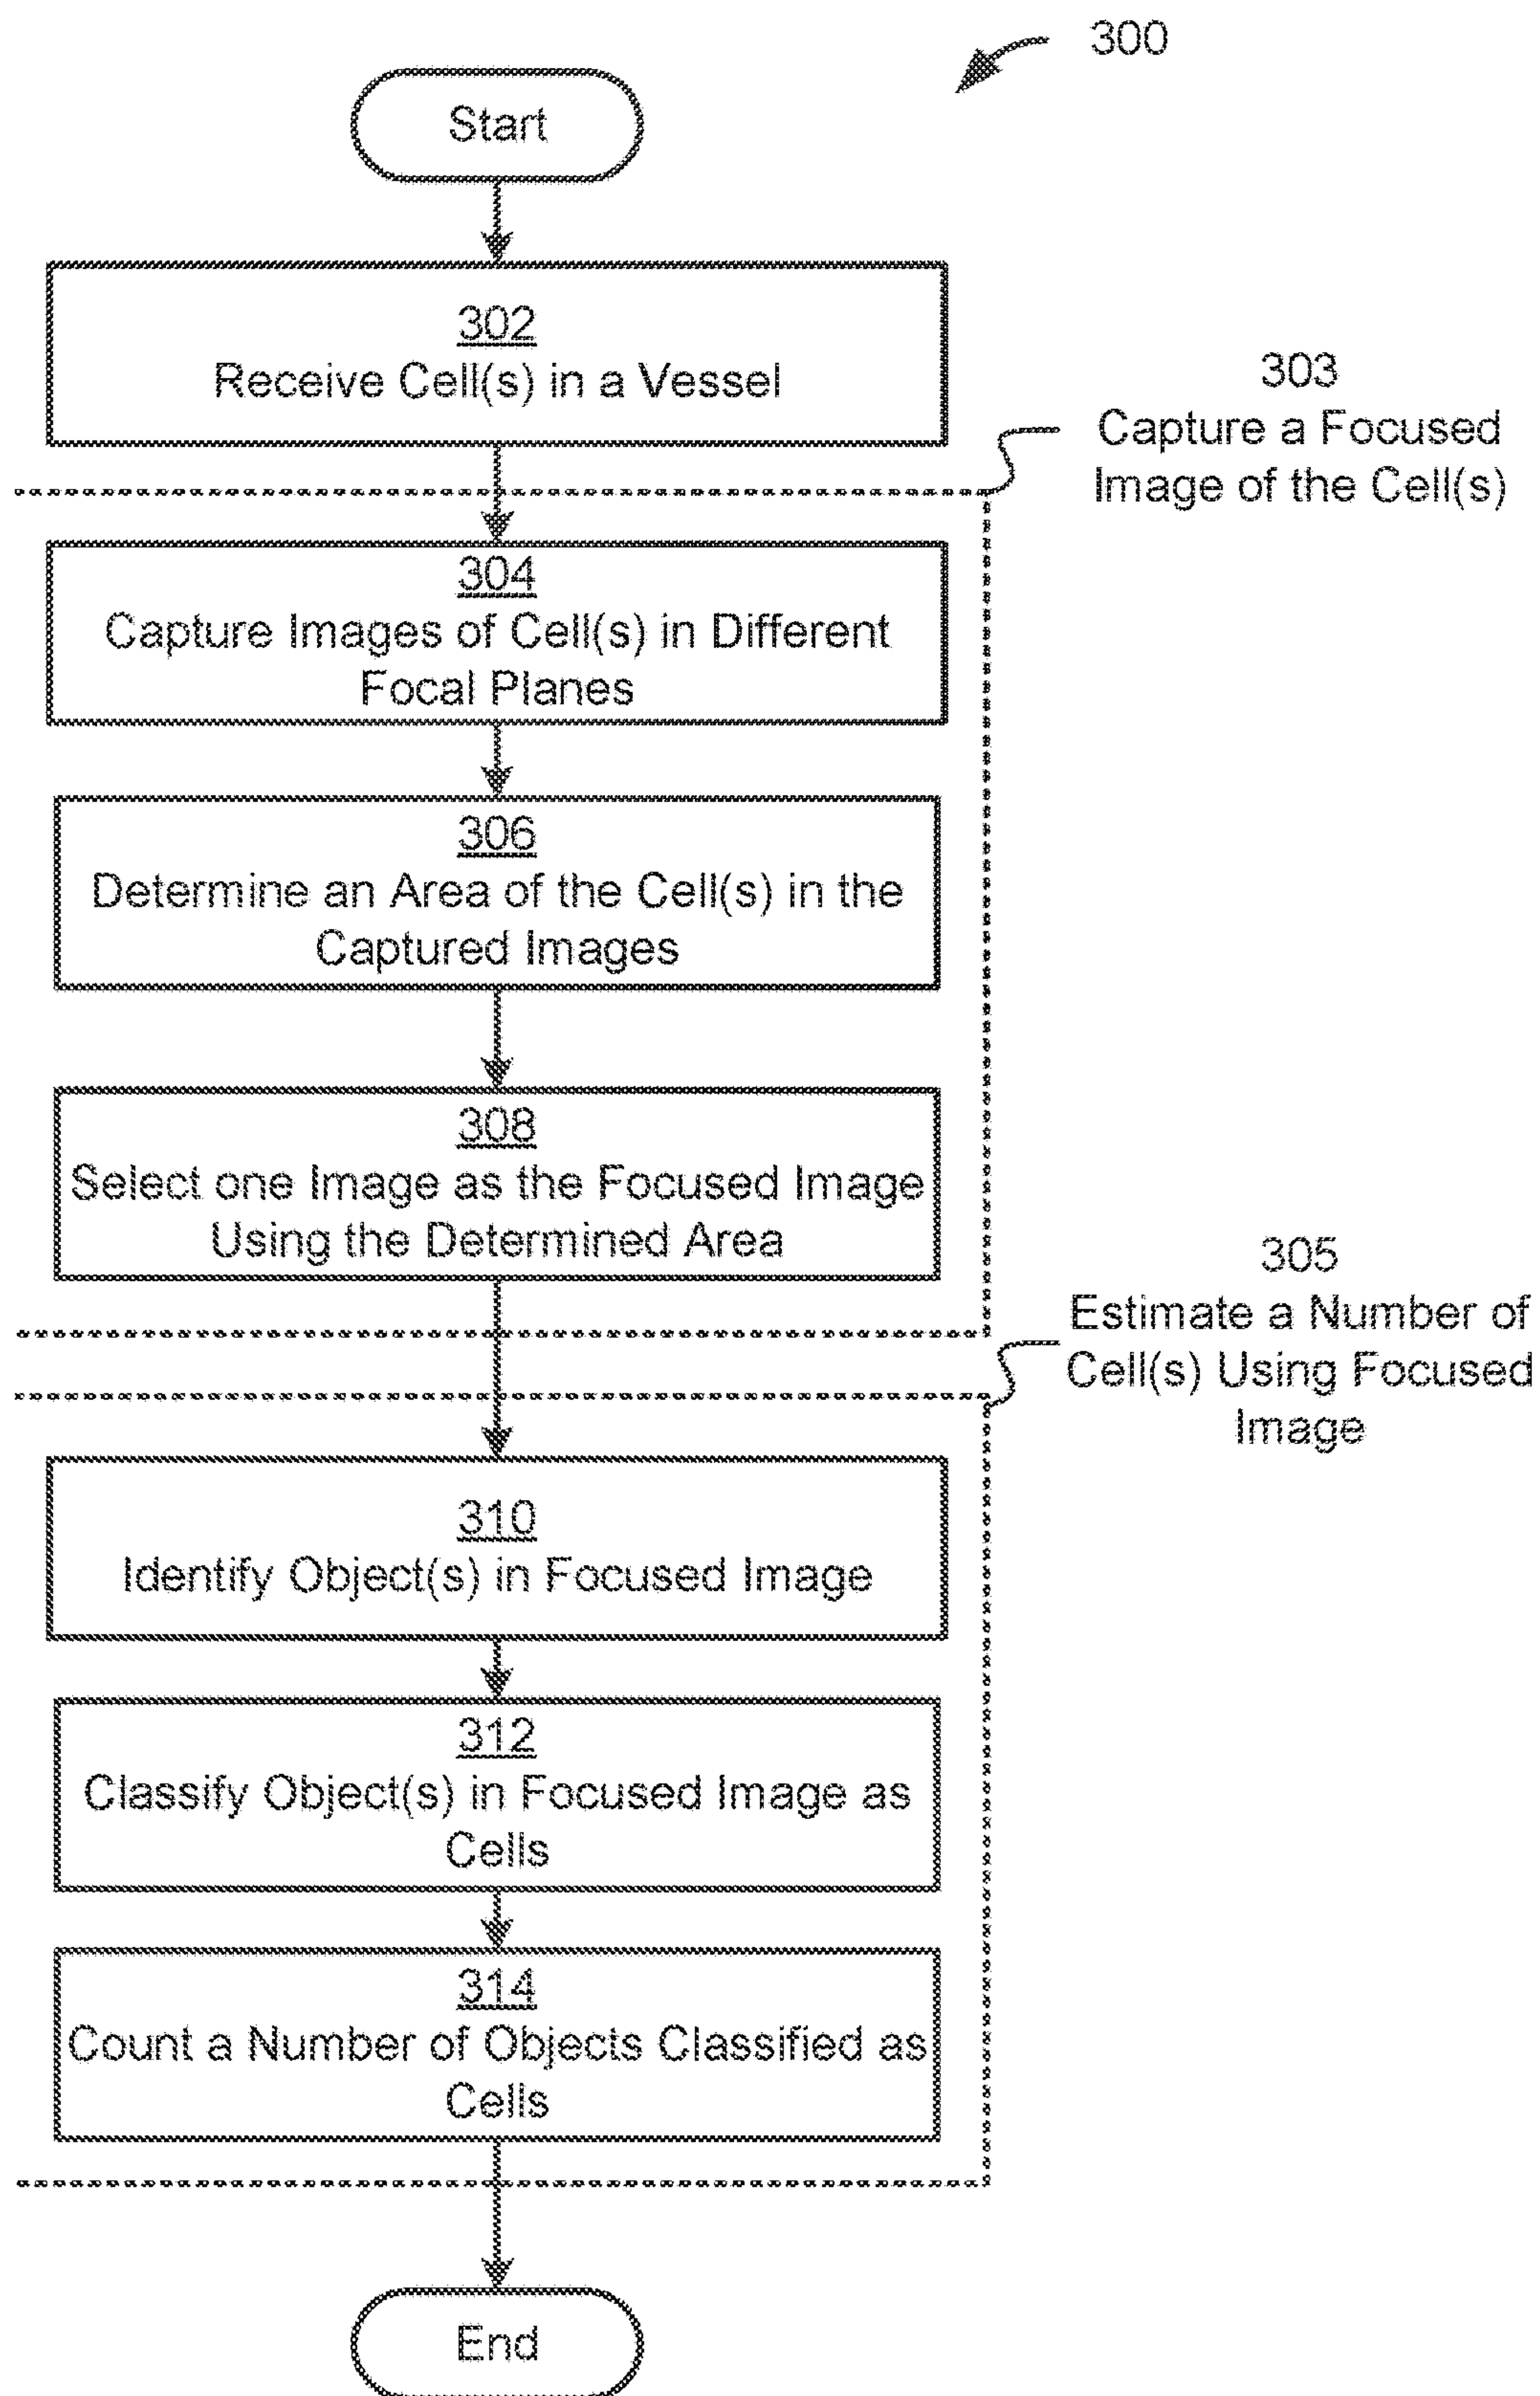 300
Start
302
Receive Cell(s) in a Vessel
303
Capture a Focused
Image of the Cell(s)
304
Capture Images of Cell(s) in Different
Focal Planes
306
Determine an Area of the Cell(s) in the
Captured Images
308
Select one Image as the Focused Image
Using the Determined Area
305
Estimate a Number of
Cell(s) Using Focused
Image
310
Identify Object(s) in Focused Image
312
Classify Object(s) in Focused Image as
Cells
314
Count a Number of Objects Classified as
Cells
End